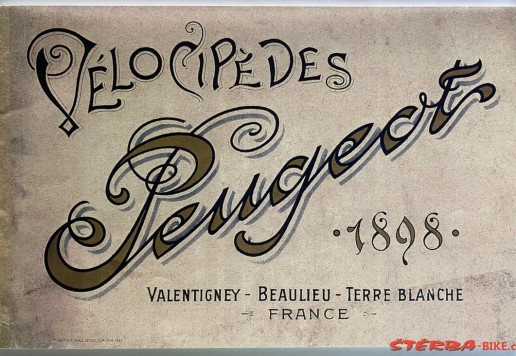 VÉLOCIPÈDES
Peugeot
·1898·
VALENTIGNEY - BEAULIEU - TERRE BLANCHE
- FRANCE -
STERBA-BIKE.c